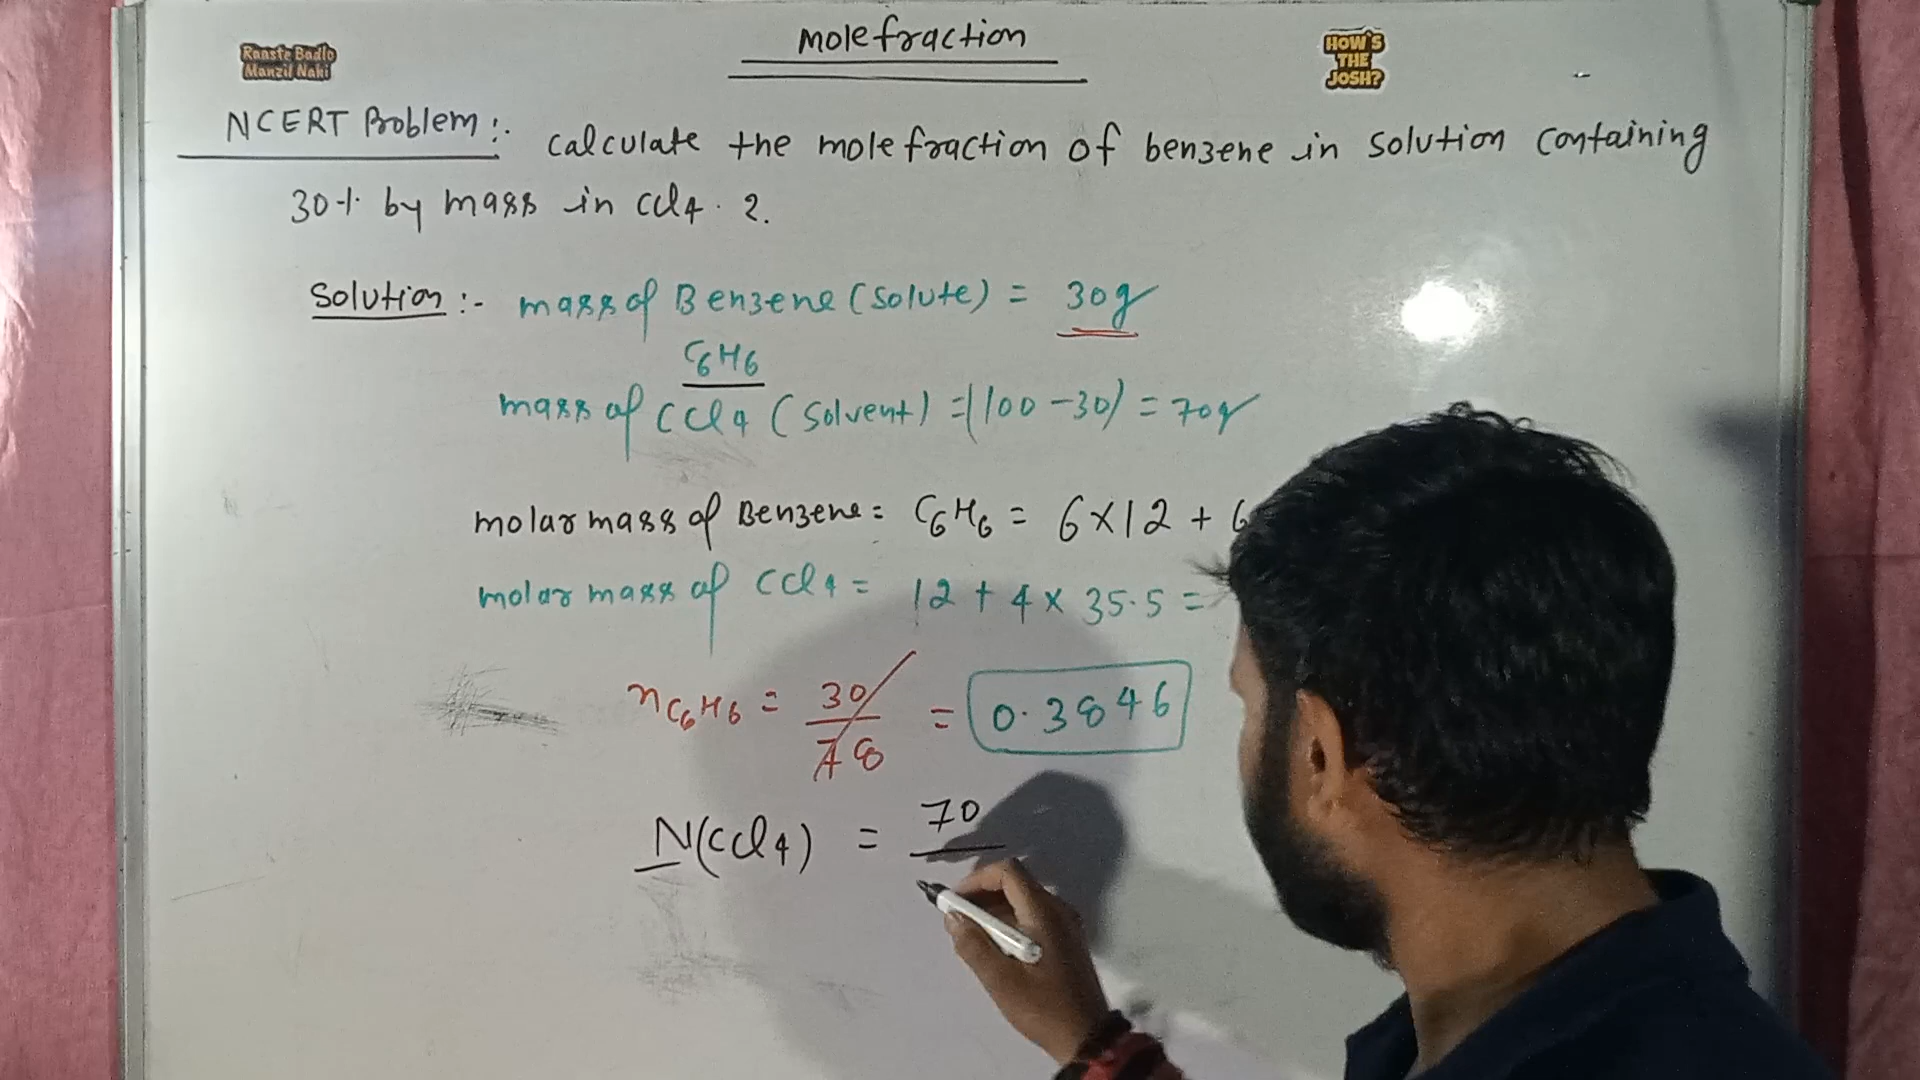 Mole fraction
Raaste Badlo
Manzil Nahi
HOW'S
THE
JOSH?
NCERT Problem:. Calculate the mole fraction of benzene in solution containing
30% by mass in CCl4. 2.
Solution :- mass of Benzene (solute) = 30g
C6H6
mass of CCl4 (solvent) = (100-30) = 70g
molar mass of Benzene = C6H6 = 6×12 + 6
molar mass of CCl4 = 12 + 4 × 35.5 =
nC6H6 = 30/78 = 0.3846
N(CCl4) = 70